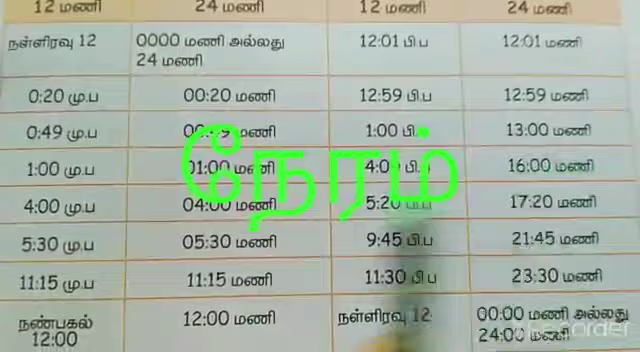 12 மணி 24 மணி 12 மணி 24 மணி
நள்ளிரவு 12 0000 மணி அல்லது 12:01 பி.ப 12:01 மணி
24 மணி
0:20 மு.ப 00:20 மணி 12:59 பி.ப 12:59 மணி
0:49 மு.ப 00:49 மணி 1:00 பி.ப 13:00 மணி
நேரம்
1:00 மு.ப 01:00 மணி 4:00 பி.ப 16:00 மணி
4:00 மு.ப 04:00 மணி 5:20 பி.ப 17:20 மணி
5:30 மு.ப 05:30 மணி 9:45 பி.ப 21:45 மணி
11:15 மு.ப 11:15 மணி 11:30 பி.ப 23:30 மணி
நண்பகல் 12:00 மணி நள்ளிரவு 12 00:00 மணி அல்லது
12:00 24:00 மணி